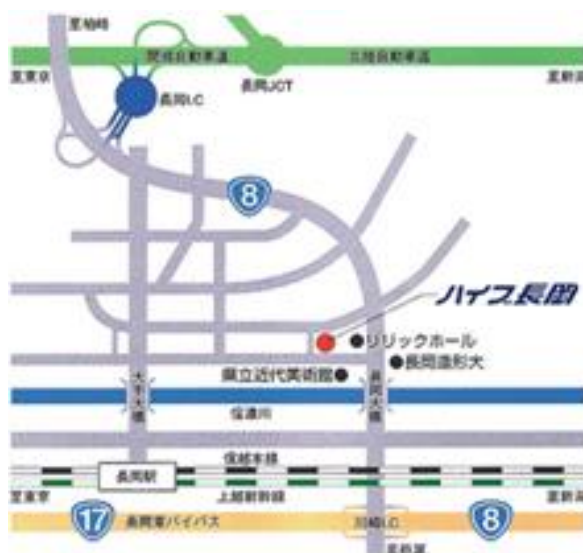 至柏崎
関越自動車道
北陸自動車道
至東京
長岡I.C
長岡JCT
至新潟
8
ハイブ長岡
リリックホール
長岡造形大
県立近代美術館
大手大橋
長岡大橋
信濃川
信越本線
長岡駅
至東京
上越新幹線
至新潟
17
長岡東バイパス
川崎I.C
8